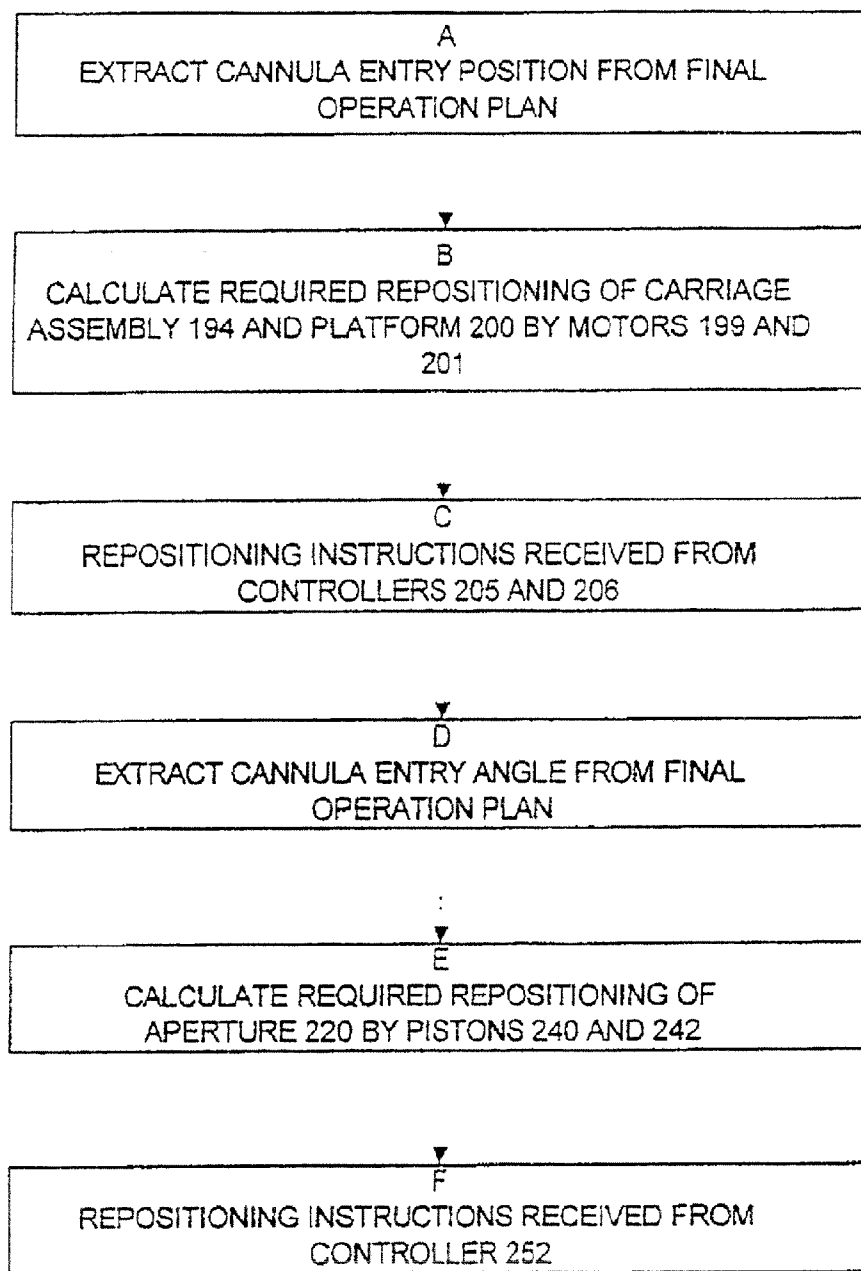 A
EXTRACT CANNULA ENTRY POSITION FROM FINAL
OPERATION PLAN
B
CALCULATE REQUIRED REPOSITIONING OF CARRIAGE
ASSEMBLY 194 AND PLATFORM 200 BY MOTORS 199 AND
201
C
REPOSITIONING INSTRUCTIONS RECEIVED FROM
CONTROLLERS 205 AND 206
D
EXTRACT CANNULA ENTRY ANGLE FROM FINAL
OPERATION PLAN
E
CALCULATE REQUIRED REPOSITIONING OF
APERTURE 220 BY PISTONS 240 AND 242
F
REPOSITIONING INSTRUCTIONS RECEIVED FROM
CONTROLLER 252